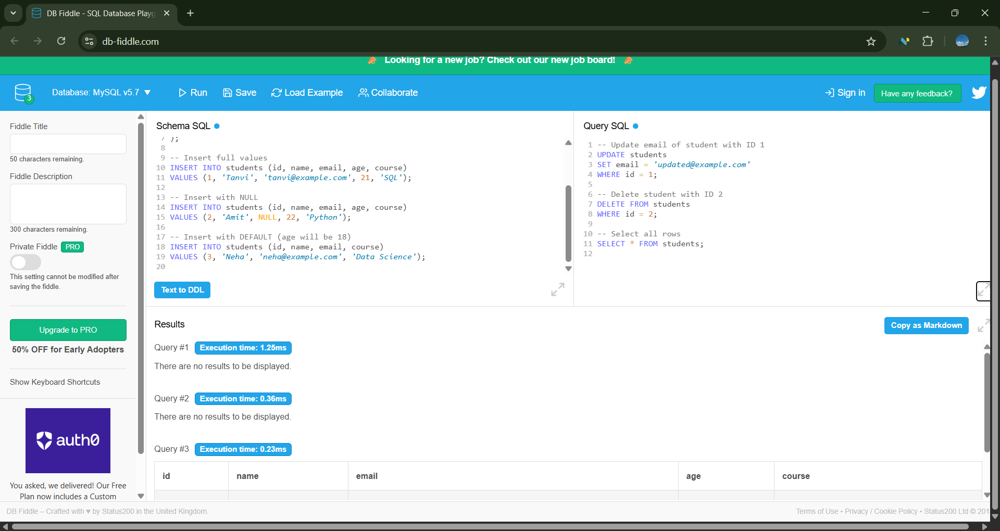 DB Fiddle - SQL Database Playg
db-fiddle.com
Looking for a new job? Check out our new job board!
3
Database: MySQL v5.7 ▼
Run
Save
Load Example
Collaborate
Sign in
Have any feedback?
Fiddle Title
50 characters remaining.
Fiddle Description
300 characters remaining.
Private Fiddle PRO
This setting cannot be modified after
saving the fiddle.
Upgrade to PRO
50% OFF for Early Adopters
Show Keyboard Shortcuts
auth0
You asked, we delivered! Our Free
Plan now includes a Custom
Schema SQL
7 );
8
9 -- Insert full values
10 INSERT INTO students (id, name, email, age, course)
11 VALUES (1, 'Tanvi', 'tanvi@example.com', 21, 'SQL');
12
13 -- Insert with NULL
14 INSERT INTO students (id, name, email, age, course)
15 VALUES (2, 'Amit', NULL, 22, 'Python');
16
17 -- Insert with DEFAULT (age will be 18)
18 INSERT INTO students (id, name, email, course)
19 VALUES (3, 'Neha', 'neha@example.com', 'Data Science');
20
Text to DDL
Query SQL
1 -- Update email of student with ID 1
2 UPDATE students
3 SET email = 'updated@example.com'
4 WHERE id = 1;
5
6 -- Delete student with ID 2
7 DELETE FROM students
8 WHERE id = 2;
9
10 -- Select all rows
11 SELECT * FROM students;
12
Results
Copy as Markdown
Query #1 Execution time: 1.25ms
There are no results to be displayed.
Query #2 Execution time: 0.36ms
There are no results to be displayed.
Query #3 Execution time: 0.23ms
id name email age course
DB Fiddle – Crafted with ♥ by Status200 in the United Kingdom.
Terms of Use • Privacy / Cookie Policy • Status200 Ltd © 201